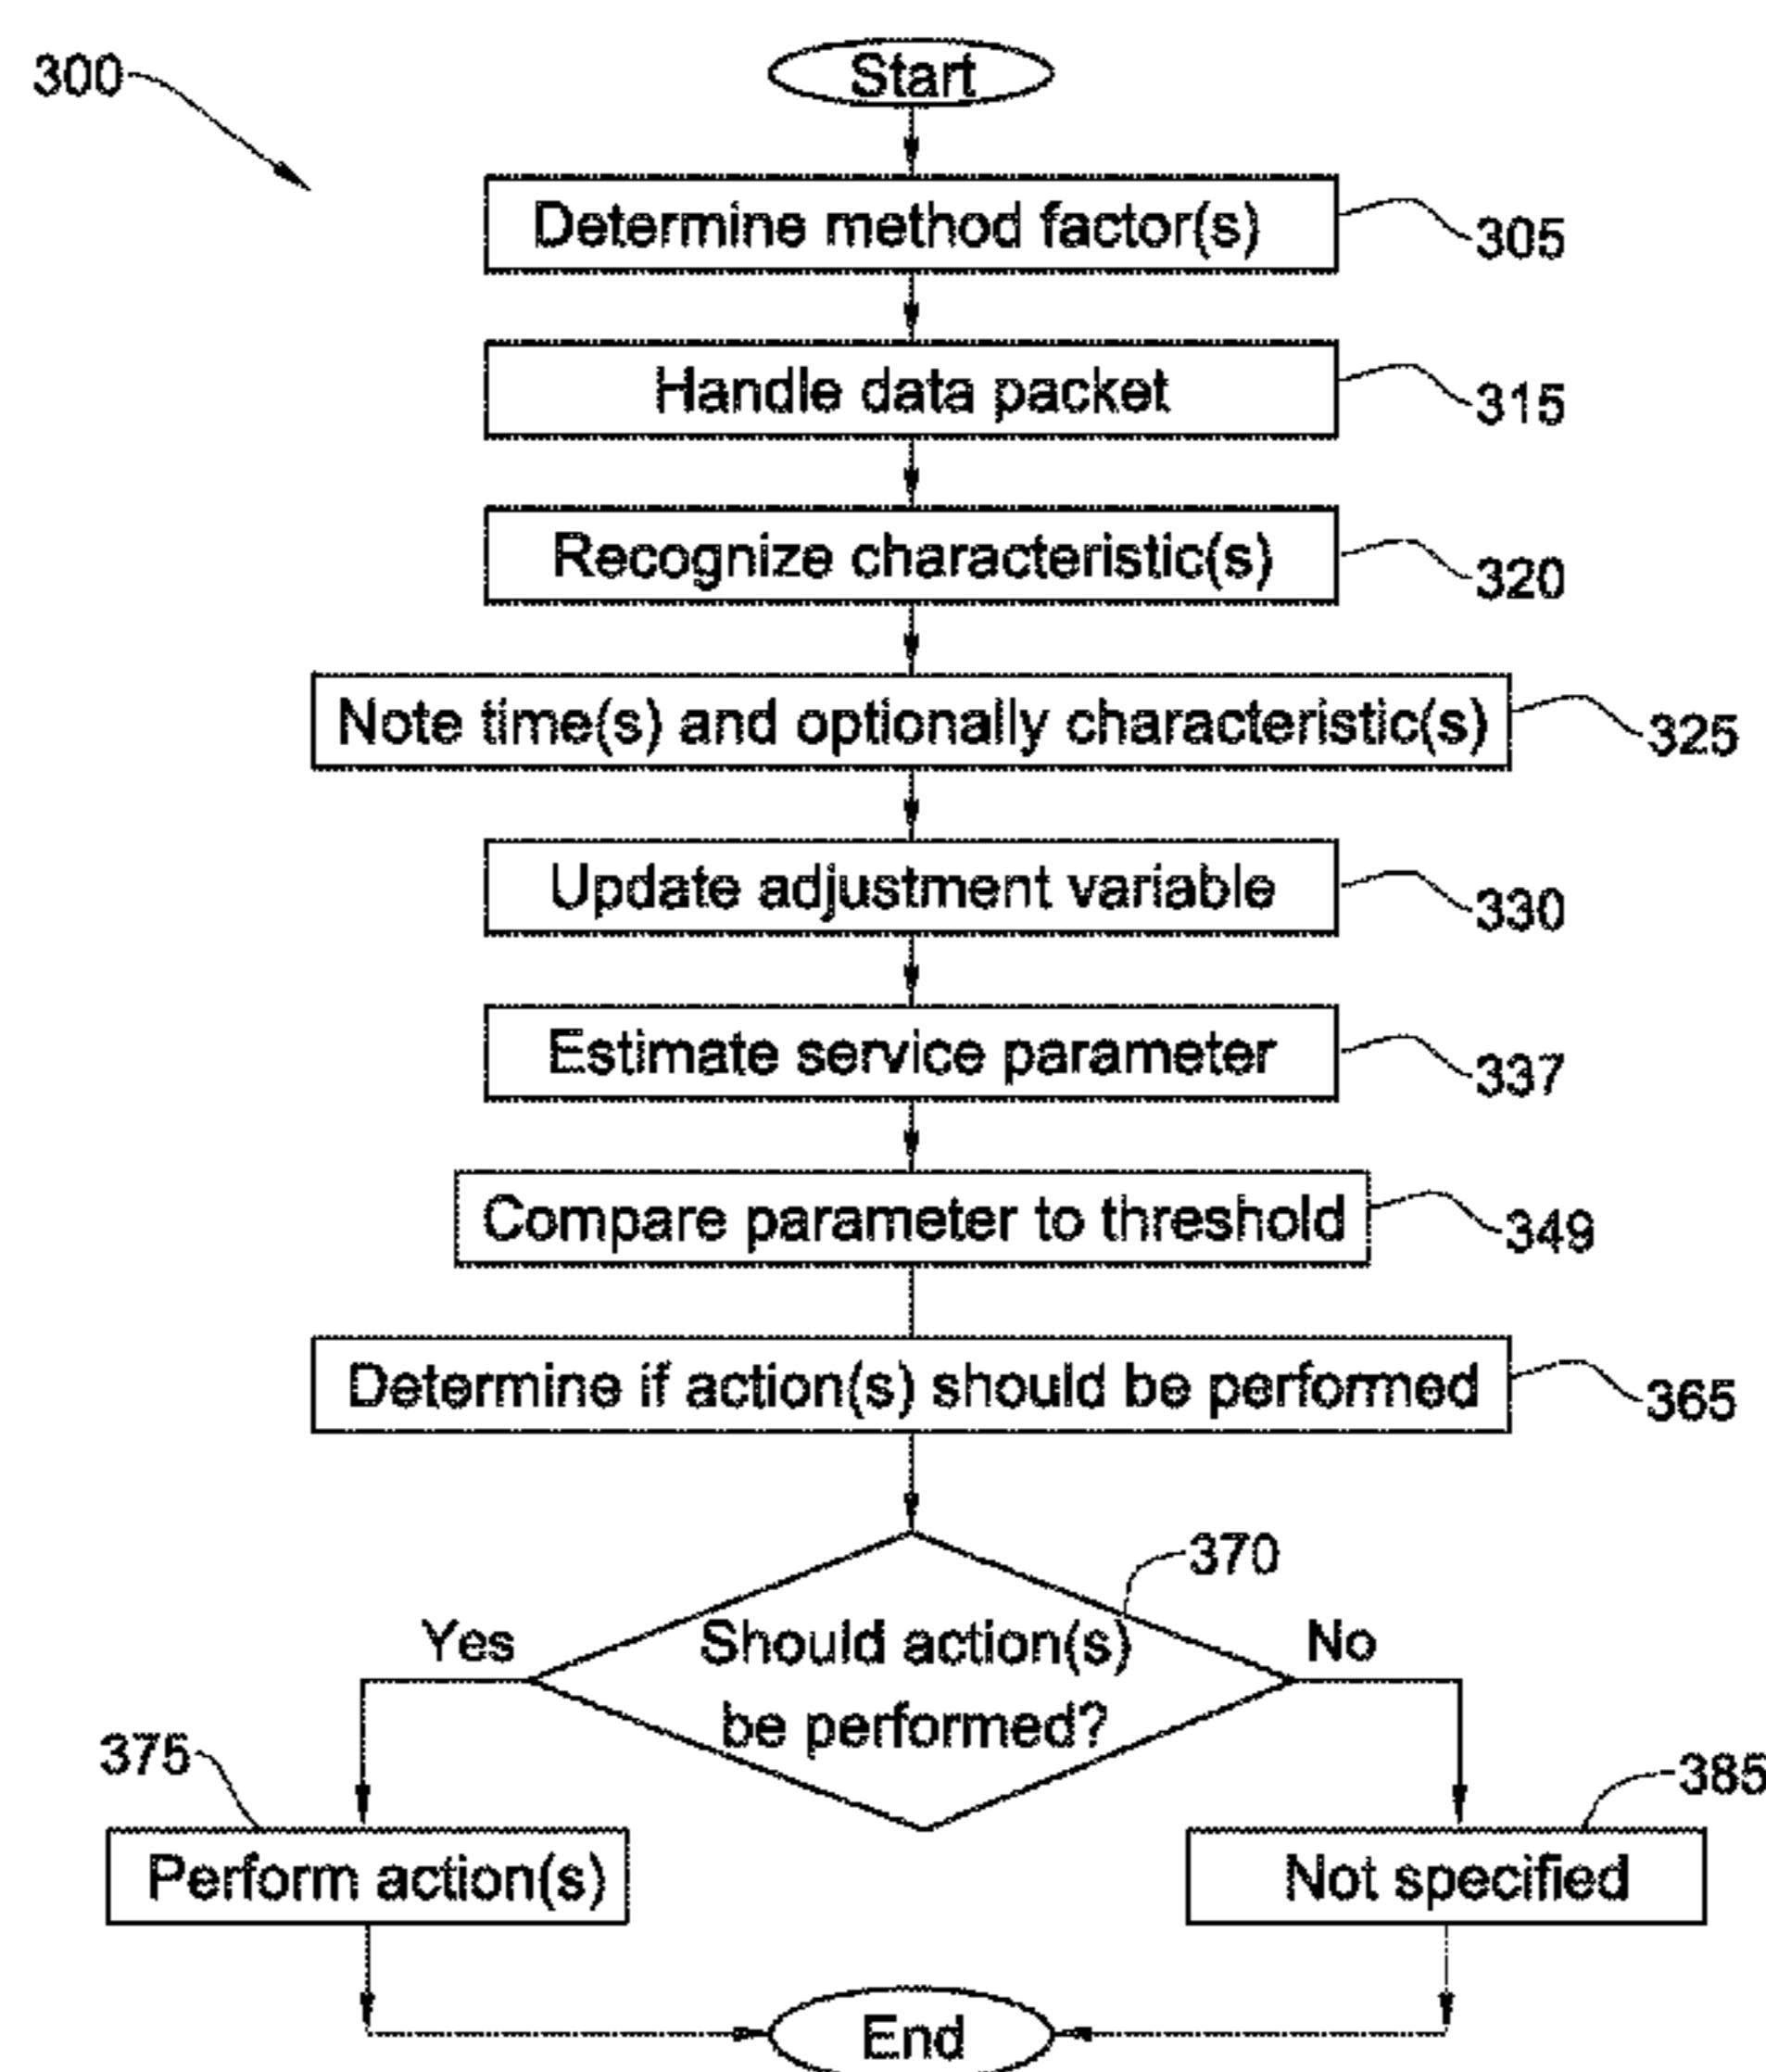 300
Start
Determine method factor(s)
305
Handle data packet
315
Recognize characteristic(s)
320
Note time(s) and optionally characteristic(s)
325
Update adjustment variable
330
Estimate service parameter
337
Compare parameter to threshold
349
Determine if action(s) should be performed
365
370
Yes
Should action(s)
be performed?
No
375
385
Perform action(s)
Not specified
End